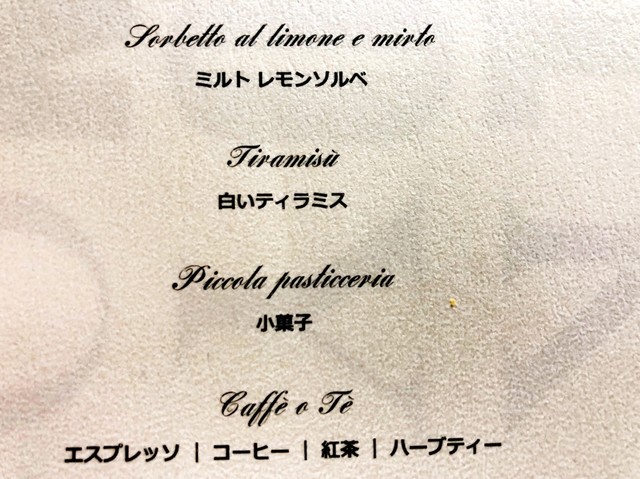 Sorbetto al limone e mirto
ミルト レモンソルベ
Tiramisù
白いティラミス
Piccola pasticceria
小菓子
Caffè o Tè
エスプレッソ | コーヒー | 紅茶 | ハーブティー